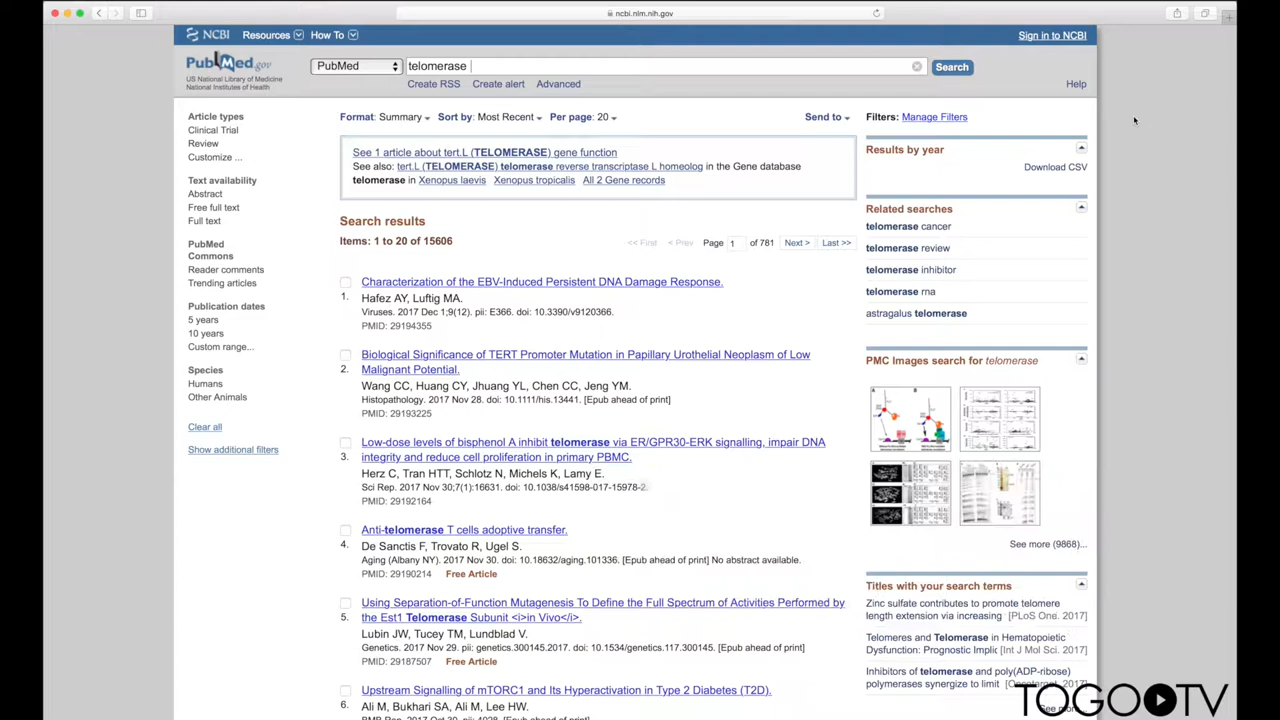 ncbi.nlm.nih.gov
NCBI Resources How To Sign in to NCBI
PubMed.gov
US National Library of Medicine
National Institutes of Health
PubMed
telomerase
Search
Create RSS Create alert Advanced
Help
Article types
Clinical Trial
Review
Customize ...
Text availability
Abstract
Free full text
Full text
PubMed
Commons
Reader comments
Trending articles
Publication dates
5 years
10 years
Custom range...
Species
Humans
Other Animals
Clear all
Show additional filters
Format: Summary Sort by: Most Recent Per page: 20 Send to
See 1 article about tert.L (TELOMERASE) gene function
See also: tert.L (TELOMERASE) telomerase reverse transcriptase L homeolog in the Gene database
telomerase in Xenopus laevis Xenopus tropicalis All 2 Gene records
Search results
Items: 1 to 20 of 15606
<< First < Prev Page 1 of 781 Next > Last >>
Characterization of the EBV-Induced Persistent DNA Damage Response.
1. Hafez AY, Luftig MA.
Viruses. 2017 Dec 1;9(12). pii: E366. doi: 10.3390/v9120366.
PMID: 29194355
Biological Significance of TERT Promoter Mutation in Papillary Urothelial Neoplasm of Low
2. Malignant Potential.
Wang CC, Huang CY, Jhuang YL, Chen CC, Jeng YM.
Histopathology. 2017 Nov 28. doi: 10.1111/his.13441. [Epub ahead of print]
PMID: 29193225
Low-dose levels of bisphenol A inhibit telomerase via ER/GPR30-ERK signalling, impair DNA
3. integrity and reduce cell proliferation in primary PBMC.
Herz C, Tran HTT, Schlotz N, Michels K, Lamy E.
Sci Rep. 2017 Nov 30;7(1):16631. doi: 10.1038/s41598-017-15978-2.
PMID: 29192164
Anti-telomerase T cells adoptive transfer.
4. De Sanctis F, Trovato R, Ugel S.
Aging (Albany NY). 2017 Nov 30. doi: 10.18632/aging.101336. [Epub ahead of print] No abstract available.
PMID: 29190214 Free Article
Using Separation-of-Function Mutagenesis To Define the Full Spectrum of Activities Performed by
5. the Est1 Telomerase Subunit <i>in Vivo</i>.
Lubin JW, Tucey TM, Lundblad V.
Genetics. 2017 Nov 29. pii: genetics.300145.2017. doi: 10.1534/genetics.117.300145. [Epub ahead of print]
PMID: 29187507 Free Article
Upstream Signalling of mTORC1 and Its Hyperactivation in Type 2 Diabetes (T2D).
6. Ali M, Bukhari SA, Ali M, Lee HW.
Filters: Manage Filters
Results by year
Download CSV
Related searches
telomerase cancer
telomerase review
telomerase inhibitor
telomerase rna
astragalus telomerase
PMC Images search for telomerase
See more (9868)...
Titles with your search terms
Zinc sulfate contributes to promote telomere
length extension via increasing [PLoS One. 2017]
Telomeres and Telomerase in Hematopoietic
Dysfunction: Prognostic Implic [Int J Mol Sci. 2017]
Inhibitors of telomerase and poly(ADP-ribose)
polymerases synergize to limit
TOGOTV